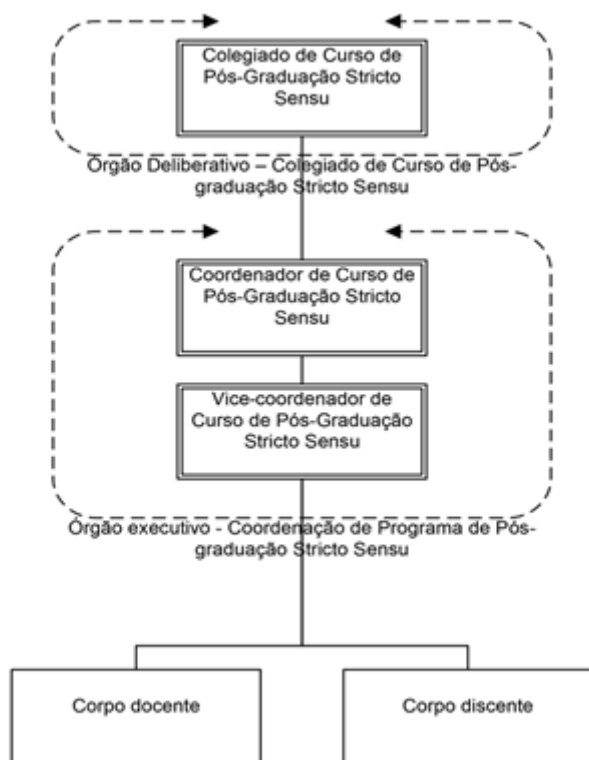 Colegiado de Curso de
Pós-Graduação Stricto
Sensu
Órgão Deliberativo – Colegiado de Curso de Pós-
graduação Stricto Sensu
Coordenador de Curso de
Pós-Graduação Stricto
Sensu
Vice-coordenador de
Curso de Pós-Graduação
Stricto Sensu
Órgão executivo - Coordenação de Programa de Pós-
graduação Stricto Sensu
Corpo docente
Corpo discente